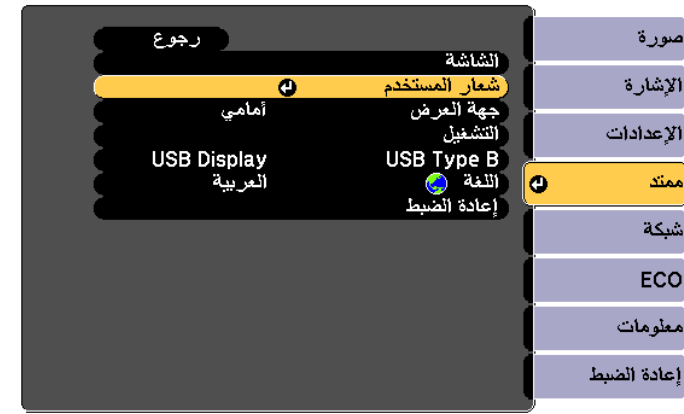 صورة
الإشارة
الإعدادات
ممتد
شبكة
ECO
معلومات
إعادة الضبط
رجوع
الشاشة
شعار المستخدم
جهة العرض أمامي
التشغيل
USB Type B USB Display
اللغة العربية
إعادة الضبط